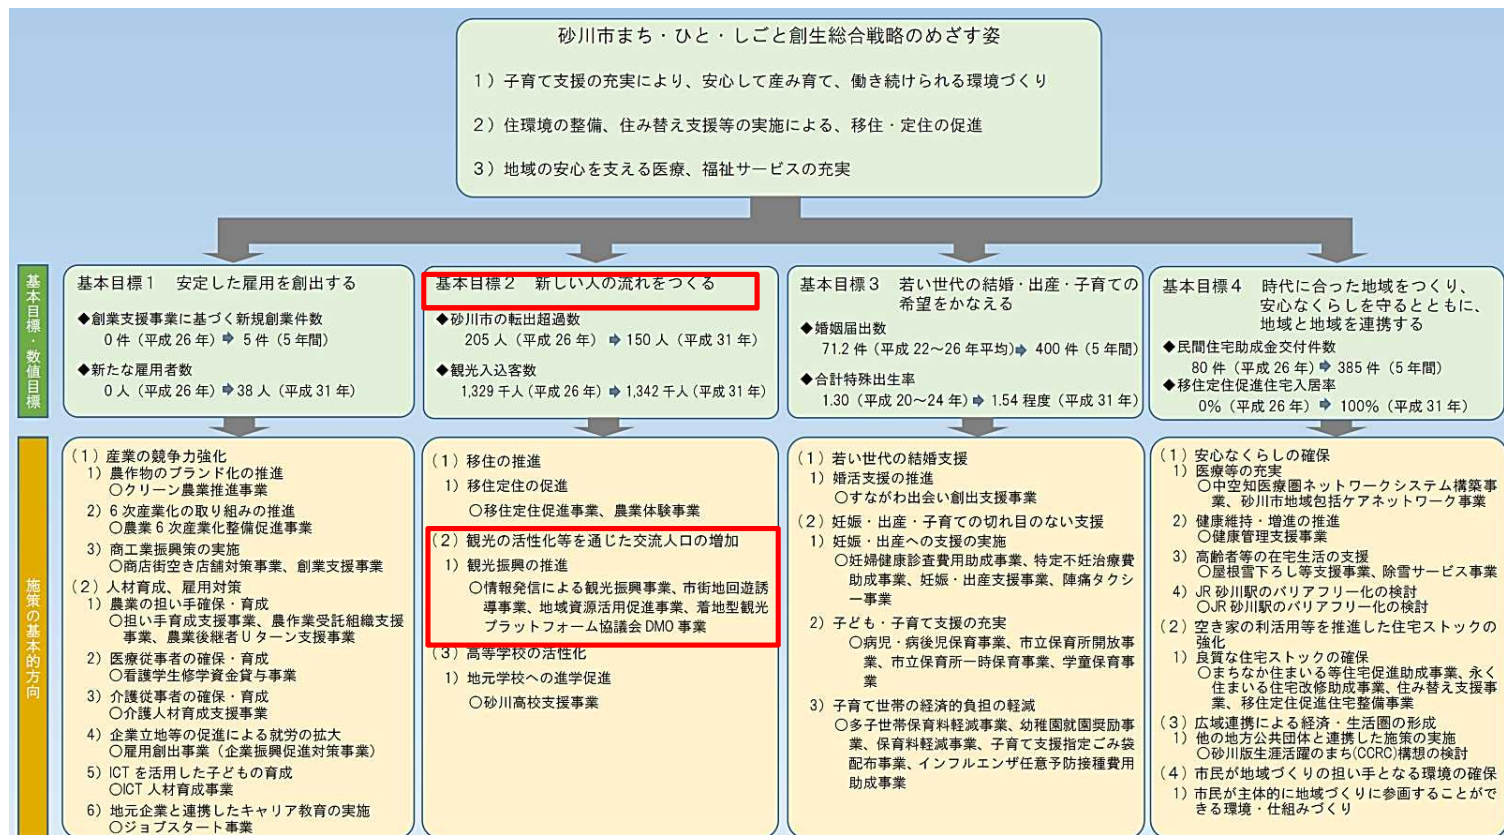 砂川市まち・ひと・しごと創生総合戦略のめざす姿
1）子育て支援の充実により、安心して産み育て、働き続けられる環境づくり
2）住環境の整備、住み替え支援等の実施による、移住・定住の促進
3）地域の安心を支える医療、福祉サービスの充実
基本目標・数値目標
基本目標1　安定した雇用を創出する
◆創業支援事業に基づく新規創業件数
0件（平成26年）➡ 5件（5年間）
◆新たな雇用者数
0人（平成26年）➡38人（平成31年）
基本目標2　新しい人の流れをつくる
◆砂川市の転出超過数
205人（平成26年）➡150人（平成31年）
◆観光入込客数
1,329千人（平成26年）➡1,342千人（平成31年）
基本目標3　若い世代の結婚・出産・子育ての
希望をかなえる
◆婚姻届出数
71.2件（平成22～26年平均）➡ 400件（5年間）
◆合計特殊出生率
1.30（平成20～24年）➡ 1.54程度（平成31年）
基本目標4　時代に合った地域をつくり、
安心なくらしを守るとともに、
地域と地域を連携する
◆民間住宅助成金交付件数
80件（平成26年）➡ 385件（5年間）
◆移住定住促進住宅入居率
0%（平成26年）➡ 100%（平成31年）
施策の基本的方向
（1）産業の競争力強化
1）農作物のブランド化の推進
〇クリーン農業推進事業
2）6次産業化の取り組みの推進
〇農業6次産業化整備促進事業
3）商工業振興策の実施
〇商店街空き店舗対策事業、創業支援事業
（2）人材育成、雇用対策
1）農業の担い手確保・育成
〇担い手育成支援事業、農作業受託組織支援
事業、農業後継者Uターン支援事業
2）医療従事者の確保・育成
〇看護学生修学資金貸与事業
3）介護従事者の確保・育成
〇介護人材育成支援事業
4）企業立地等の促進による就労の拡大
〇雇用創出事業（企業振興促進対策事業）
5）ICTを活用した子どもの育成
〇ICT人材育成事業
6）地元企業と連携したキャリア教育の実施
〇ジョブスタート事業
（1）移住の推進
1）移住定住の促進
〇移住定住促進事業、農業体験事業
（2）観光の活性化等を通じた交流人口の増加
1）観光振興の推進
〇情報発信による観光振興事業、市街地回遊誘
導事業、地域資源活用促進事業、着地型観光
プラットフォーム協議会DMO事業
（3）高等学校の活性化
1）地元学校への進学促進
〇砂川高校支援事業
（1）若い世代の結婚支援
1）婚活支援の推進
〇すながわ出会い創出支援事業
（2）妊娠・出産・子育ての切れ目のない支援
1）妊娠・出産への支援の実施
〇妊婦健康診査費用助成事業、特定不妊治療費
助成事業、妊娠・出産支援事業、陣痛タクシ
ー事業
2）子ども・子育て支援の充実
〇病児・病後児保育事業、市立保育所開放事
業、市立保育所一時保育事業、学童保育事
業
3）子育て世帯の経済的負担の軽減
〇多子世帯保育料軽減事業、幼稚園就園奨励事
業、保育料軽減事業、子育て支援指定ごみ袋
配布事業、インフルエンザ任意予防接種費用
助成事業
（1）安心なくらしの確保
1）医療等の充実
〇中空知医療圏ネットワークシステム構築事
業、砂川市地域包括ケアネットワーク事業
2）健康維持・増進の推進
〇健康管理支援事業
3）高齢者等の在宅生活の支援
〇屋根雪下ろし等支援事業、除雪サービス事業
4）JR砂川駅のバリアフリー化の検討
〇JR砂川駅のバリアフリー化の検討
（2）空き家の利活用等を推進した住宅ストックの
強化
1）良質な住宅ストックの確保
〇まちなか住まいる等住宅促進助成事業、永く
住まいる住宅改修助成事業、住み替え支援事
業、移住定住促進住宅整備事業
（3）広域連携による経済・生活圏の形成
1）他の地方公共団体と連携した施策の実施
〇砂川版生涯活躍のまち(CCRC)構想の検討
（4）市民が地域づくりの担い手となる環境の確保
1）市民が主体的に地域づくりに参画することがで
きる環境・仕組みづくり